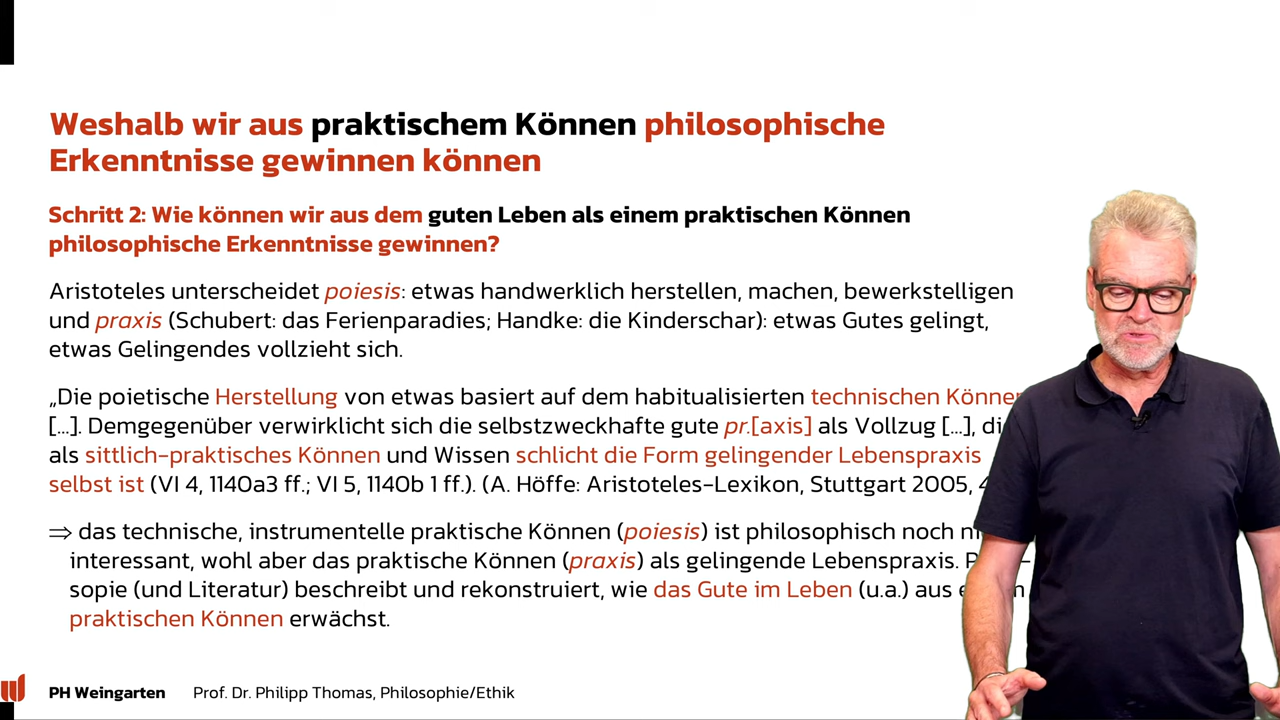 Weshalb wir aus praktischem Können philosophische
Erkenntnisse gewinnen können
Schritt 2: Wie können wir aus dem guten Leben als einem praktischen Können
philosophische Erkenntnisse gewinnen?
Aristoteles unterscheidet poiesis: etwas handwerklich herstellen, machen, bewerkstelligen
und praxis (Schubert: das Ferienparadies; Handke: die Kinderschar): etwas Gutes gelingt,
etwas Gelingendes vollzieht sich.
„Die poietische Herstellung von etwas basiert auf dem habitualisierten technischen
[…]. Demgegenüber verwirklicht sich die selbstzweckhafte gute pr.[axis] als Vollzug […],
als sittlich-praktisches Können und Wissen schlicht die Form gelingender Lebenspraxis
selbst ist (VI 4, 1140a3 ff.; VI 5, 1140b 1 ff.). (A. Höffe: Aristoteles-Lexikon, Stuttgart 2005,
⇒ das technische, instrumentelle praktische Können (poiesis) ist philosophisch noch
interessant, wohl aber das praktische Können (praxis) als gelingende Lebenspraxis.
sopie (und Literatur) beschreibt und rekonstruiert, wie das Gute im Leben (u.a.) aus
praktischen Können erwächst.
PH Weingarten Prof. Dr. Philipp Thomas, Philosophie/Ethik